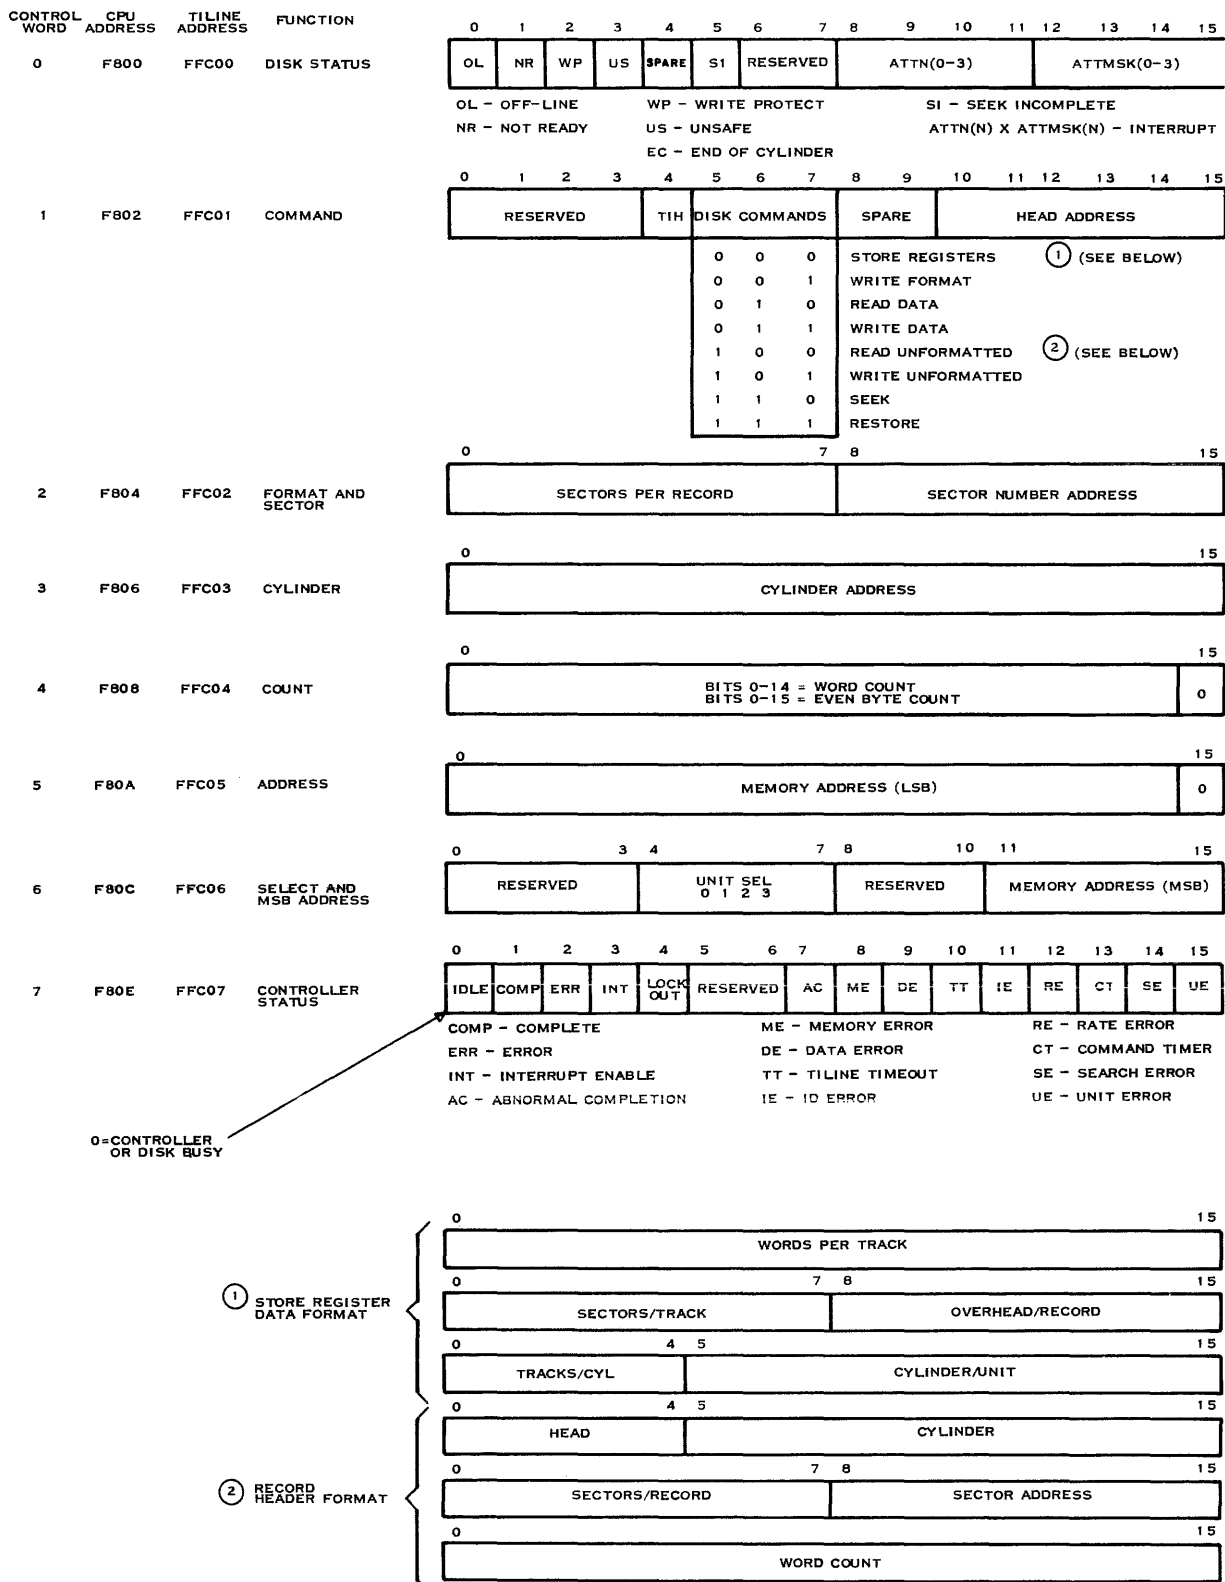 CONTROL WORD CPU ADDRESS TILINE ADDRESS FUNCTION
0 1 2 3 4 5 6 7 8 9 10 11 12 13 14 15
0 F800 FFC00 DISK STATUS OL NR WP US SPARE S1 RESERVED ATTN(0-3) ATTMSK(0-3)
OL - OFF-LINE WP - WRITE PROTECT SI - SEEK INCOMPLETE
NR - NOT READY US - UNSAFE ATTN(N) X ATTMSK(N) - INTERRUPT
EC - END OF CYLINDER
0 1 2 3 4 5 6 7 8 9 10 11 12 13 14 15
1 F802 FFC01 COMMAND RESERVED TIH DISK COMMANDS SPARE HEAD ADDRESS
0 0 0 STORE REGISTERS 1 (SEE BELOW)
0 0 1 WRITE FORMAT
0 1 0 READ DATA
0 1 1 WRITE DATA
1 0 0 READ UNFORMATTED 2 (SEE BELOW)
1 0 1 WRITE UNFORMATTED
1 1 0 SEEK
1 1 1 RESTORE
0 7 8 15
2 F804 FFC02 FORMAT AND SECTOR SECTORS PER RECORD SECTOR NUMBER ADDRESS
0 15
3 F806 FFC03 CYLINDER CYLINDER ADDRESS
0 15
4 F808 FFC04 COUNT BITS 0-14 = WORD COUNT
BITS 0-15 = EVEN BYTE COUNT 0
0 15
5 F80A FFC05 ADDRESS MEMORY ADDRESS (LSB) 0
0 3 4 7 8 10 11 15
6 F80C FFC06 SELECT AND MSB ADDRESS RESERVED UNIT SEL 0 1 2 3 RESERVED MEMORY ADDRESS (MSB)
0 1 2 3 4 5 6 7 8 9 10 11 12 13 14 15
7 F80E FFC07 CONTROLLER STATUS IDLE COMP ERR INT LOCK OUT RESERVED AC ME DE TT IE RE CT SE UE
COMP - COMPLETE ME - MEMORY ERROR RE - RATE ERROR
ERR - ERROR DE - DATA ERROR CT - COMMAND TIMER
INT - INTERRUPT ENABLE TT - TILINE TIMEOUT SE - SEARCH ERROR
AC - ABNORMAL COMPLETION IE - ID ERROR UE - UNIT ERROR
0=CONTROLLER
OR DISK BUSY
0 15
WORDS PER TRACK
0 7 8 15
1 STORE REGISTER DATA FORMAT SECTORS/TRACK OVERHEAD/RECORD
0 4 5 15
TRACKS/CYL CYLINDER/UNIT
0 4 5 15
HEAD CYLINDER
0 7 8 15
2 RECORD HEADER FORMAT SECTORS/RECORD SECTOR ADDRESS
0 15
WORD COUNT